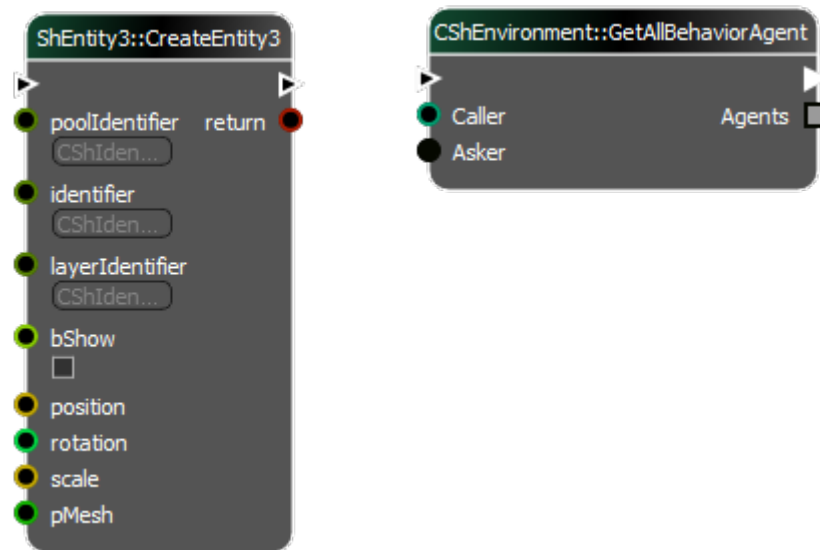 ShEntity3::CreateEntity3
poolIdentifier return
CShIden...
identifier
CShIden...
layerIdentifier
CShIden...
bShow
position
rotation
scale
pMesh
CShEnvironment::GetAllBehaviorAgent
Caller Agents
Asker